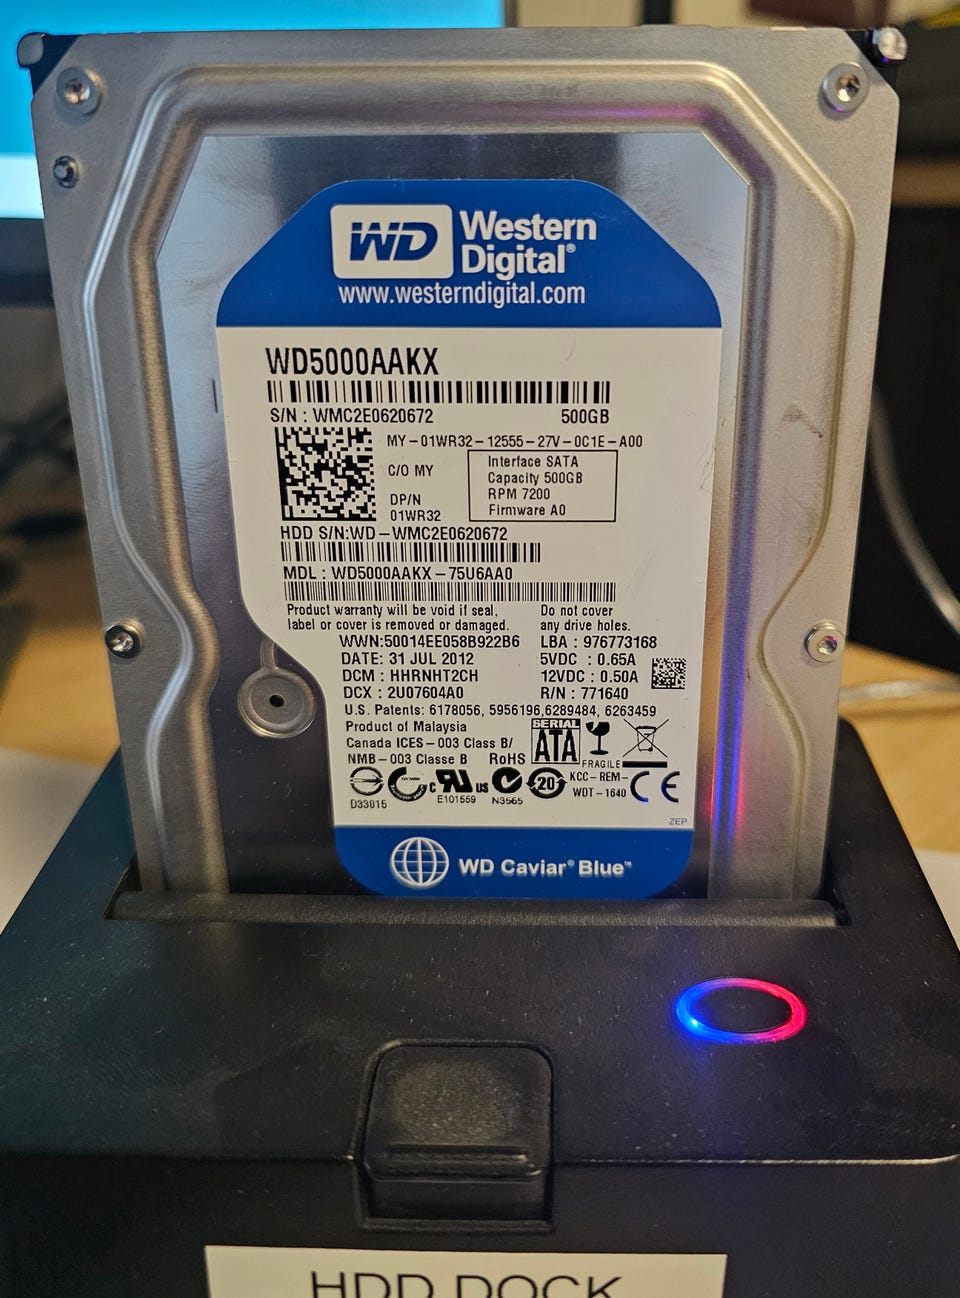 WD Western
Digital®
www.westerndigital.com
WD5000AAKX
S/N : WMC2E0620672 500GB
MY-01WR32-12555-27V-0C1E-A00
C/O MY
DP/N
01WR32
Interface SATA
Capacity 500GB
RPM 7200
Firmware A0
HDD S/N:WD-WMC2E0620672
MDL : WD5000AAKX-75U6AA0
Product warranty will be void if seal,
label or cover is removed or damaged.
Do not cover
any drive holes.
WWN:50014EE058B922B6
DATE: 31 JUL 2012
DCM : HHRNHT2CH
DCX : 2U07604A0
LBA : 976773168
5VDC : 0.65A
12VDC : 0.50A
R/N : 771640
U.S. Patents: 6178056, 5956196,6289484, 6263459
Product of Malaysia
Canada ICES-003 Class B/
NMB-003 Classe B RoHS
SERIAL
ATA
FRAGILE
D33015
c US
E101559
N3565
20
KCC-REM-
WDT-1640
CE
ZEP
WD Caviar® Blue™
HDD DOCK